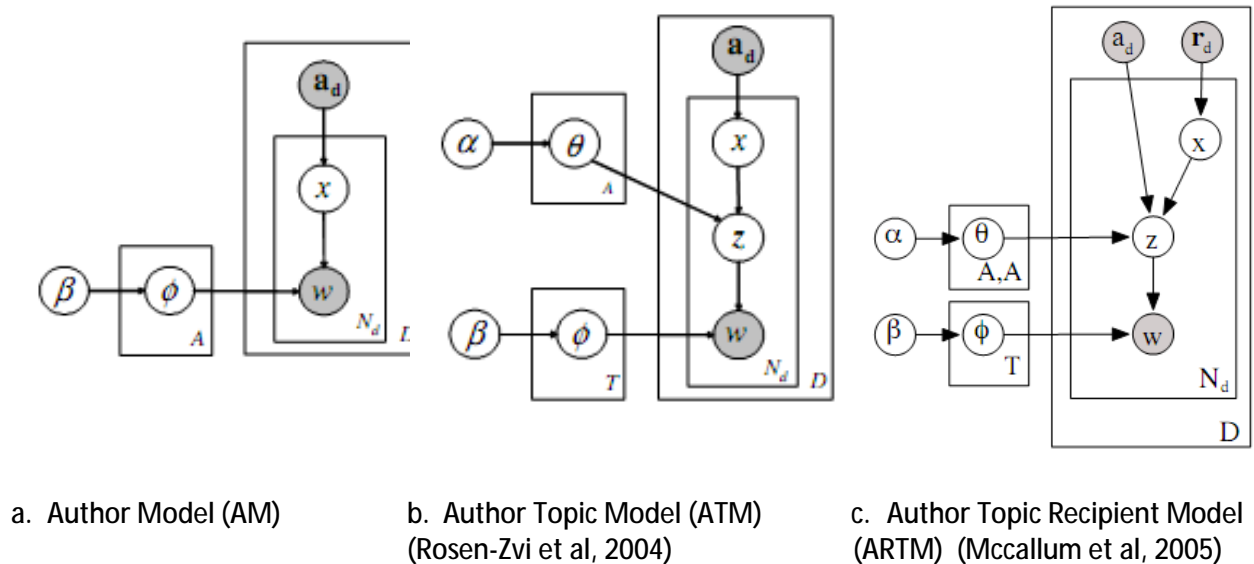 a_d
x
β
ϕ
w
A
N_d
a_d
α
θ
A
x
z
β
ϕ
T
w
N_d
D
a_d
r_d
x
α
θ
A,A
z
β
ϕ
T
w
N_d
D
a. Author Model (AM)
b. Author Topic Model (ATM)
(Rosen-Zvi et al, 2004)
c. Author Topic Recipient Model
(ARTM) (Mccallum et al, 2005)